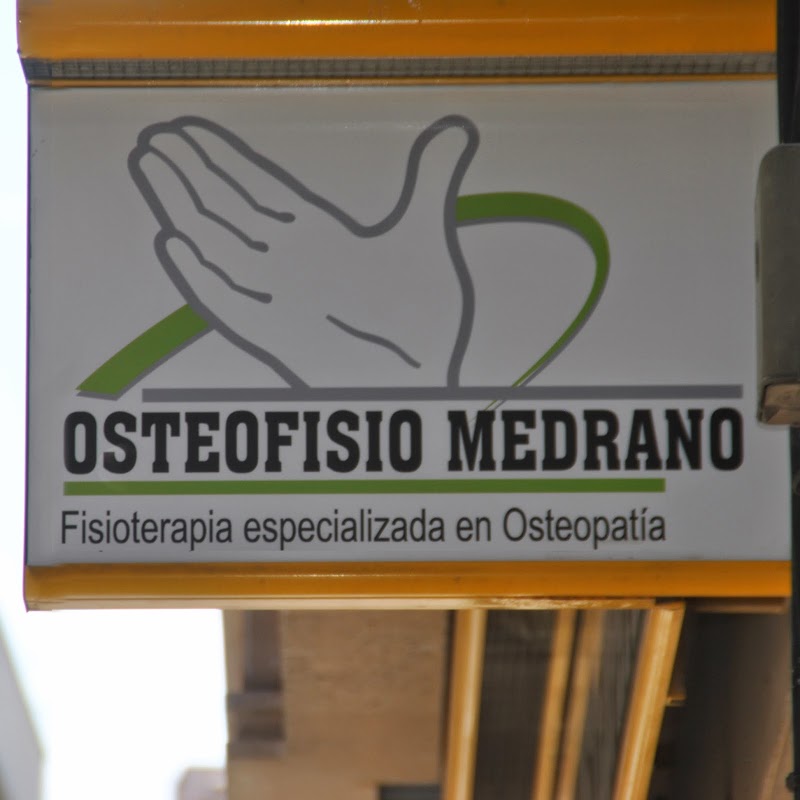 OSTEOFISIO MEDRANO
Fisioterapia especializada en Osteopatía